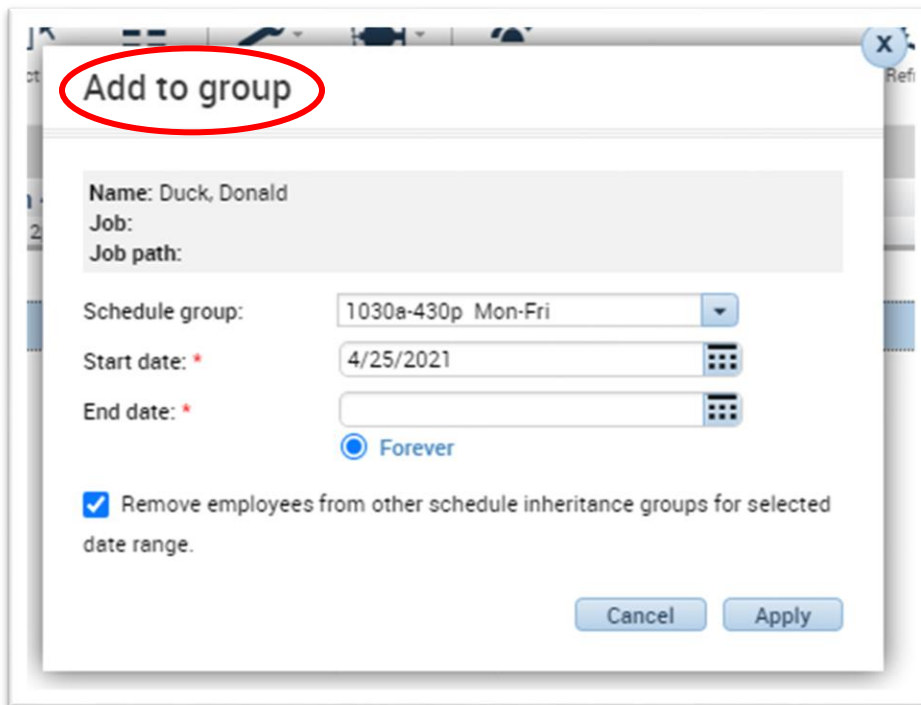 Add to group
X
Name: Duck, Donald
Job:
Job path:
Schedule group: 1030a-430p Mon-Fri
Start date: * 4/25/2021
End date: *
Forever
Remove employees from other schedule inheritance groups for selected
date range.
Cancel Apply